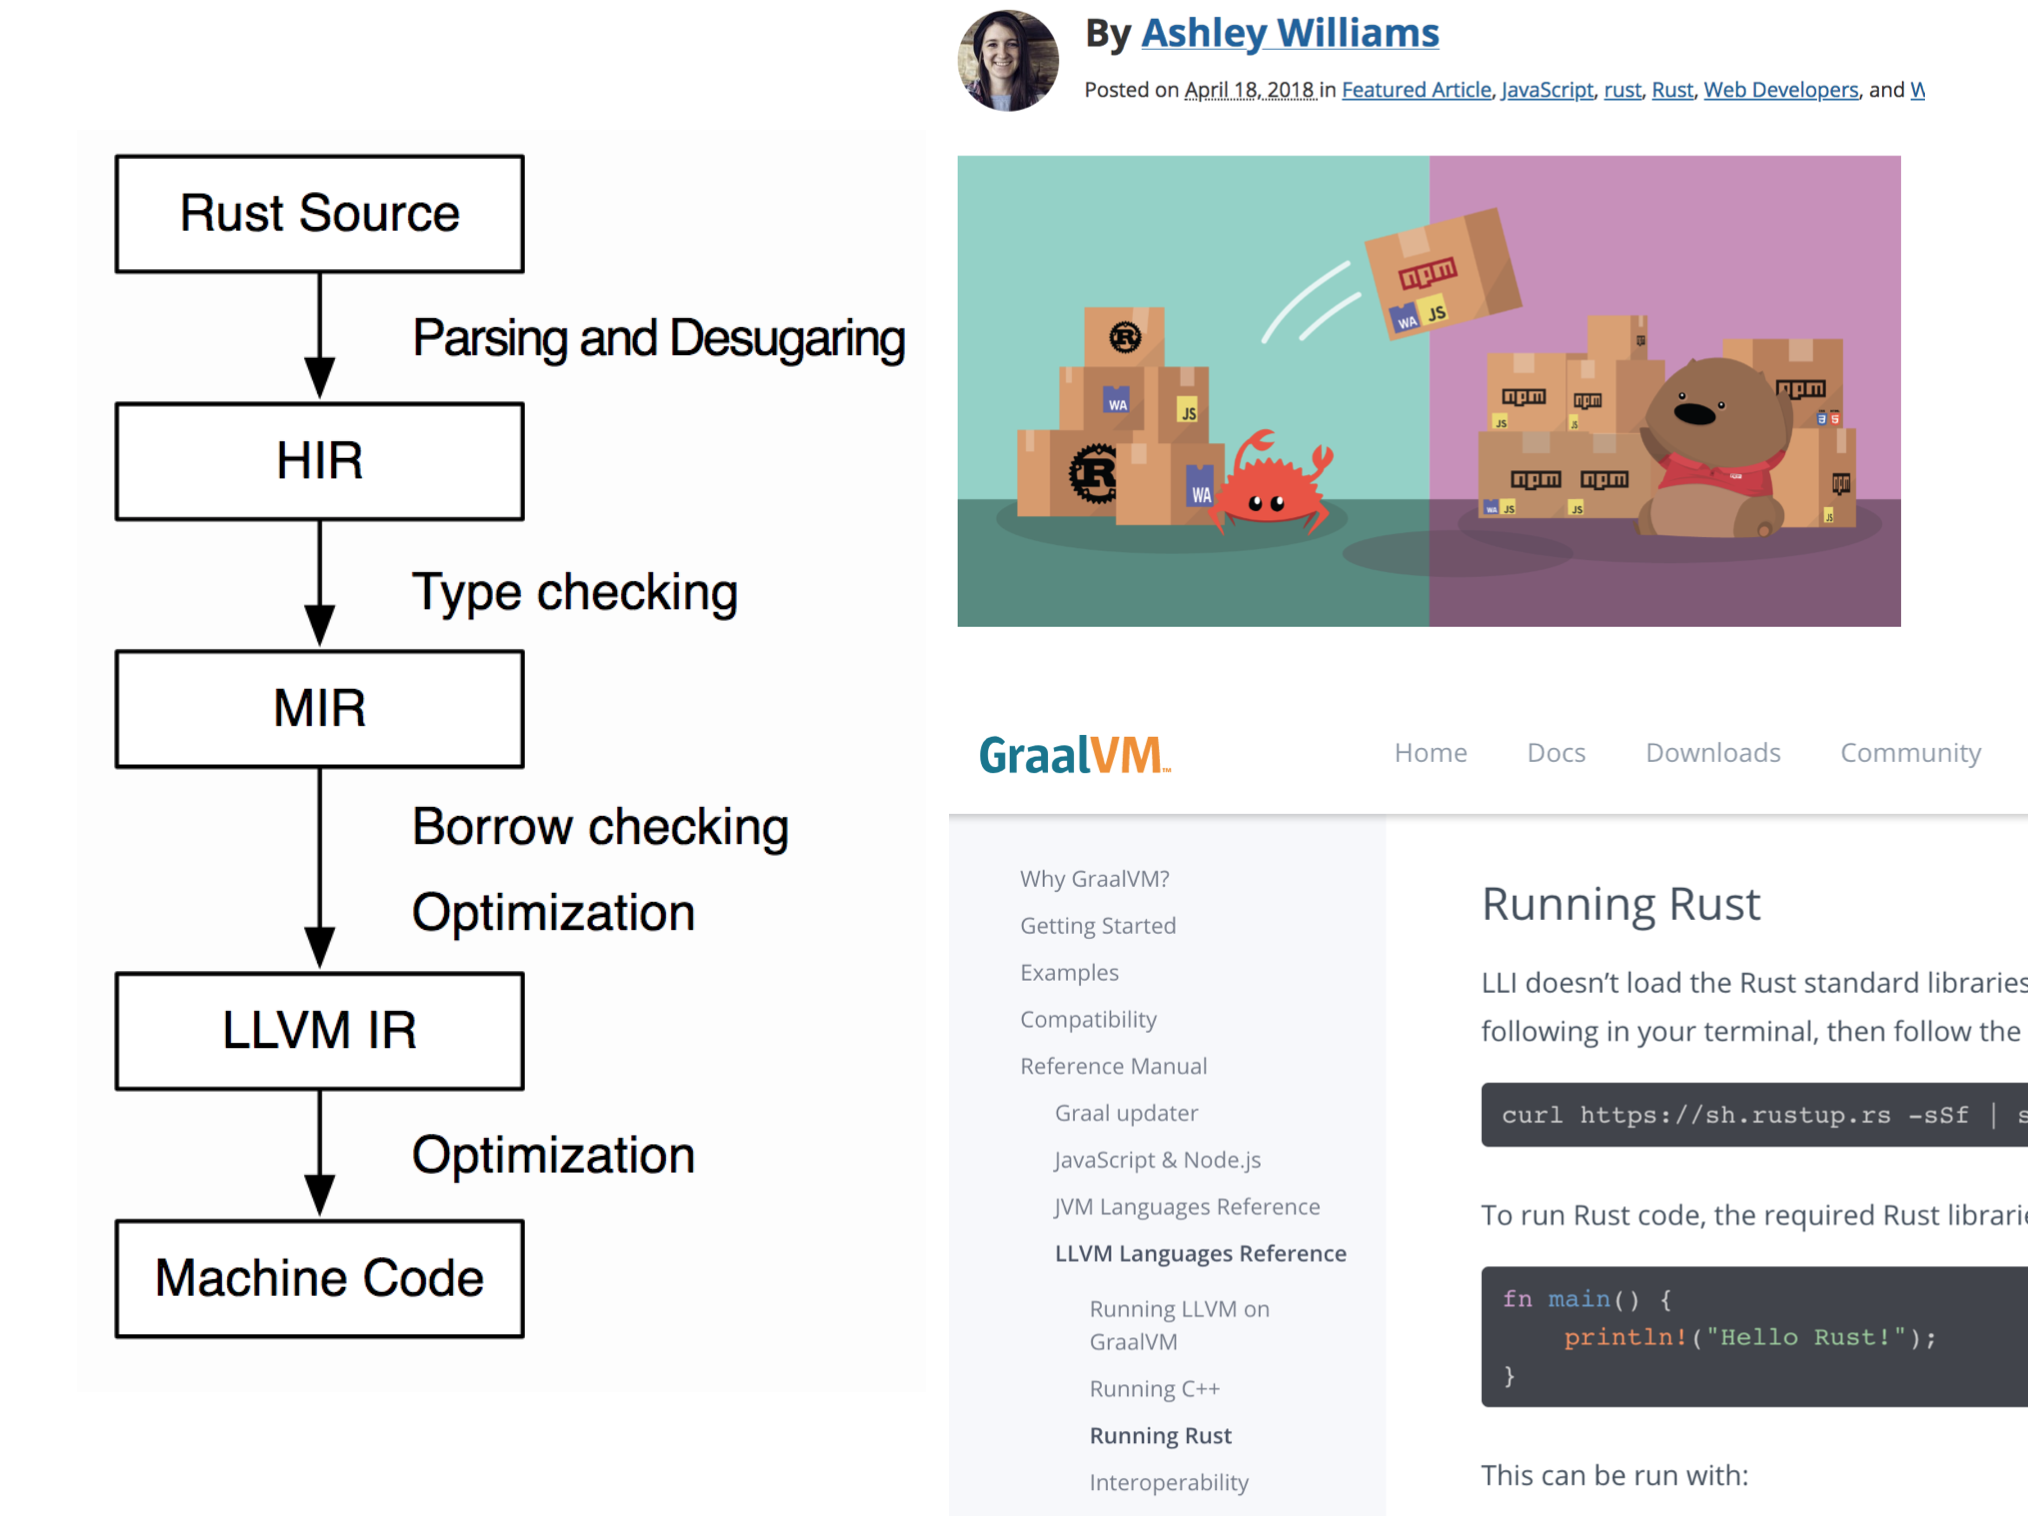 Rust Source
Parsing and Desugaring
HIR
Type checking
MIR
Borrow checking
Optimization
LLVM IR
Optimization
Machine Code
By Ashley Williams
Posted on April 18, 2018 in Featured Article, JavaScript, rust, Rust, Web Developers, and W
npm
WA JS
R
WA
JS
R
WA
npm
npm
npm
JS
JS
npm
npm
WA JS
JS
npm
JS
GraalVM™
Home Docs Downloads Community
Why GraalVM?
Getting Started
Examples
Compatibility
Reference Manual
Graal updater
JavaScript & Node.js
JVM Languages Reference
LLVM Languages Reference
Running LLVM on
GraalVM
Running C++
Running Rust
Interoperability
Running Rust
LLI doesn’t load the Rust standard libraries
following in your terminal, then follow the
curl https://sh.rustup.rs -sSf | s
To run Rust code, the required Rust librarie
fn main() {
    println!("Hello Rust!");
}
This can be run with: